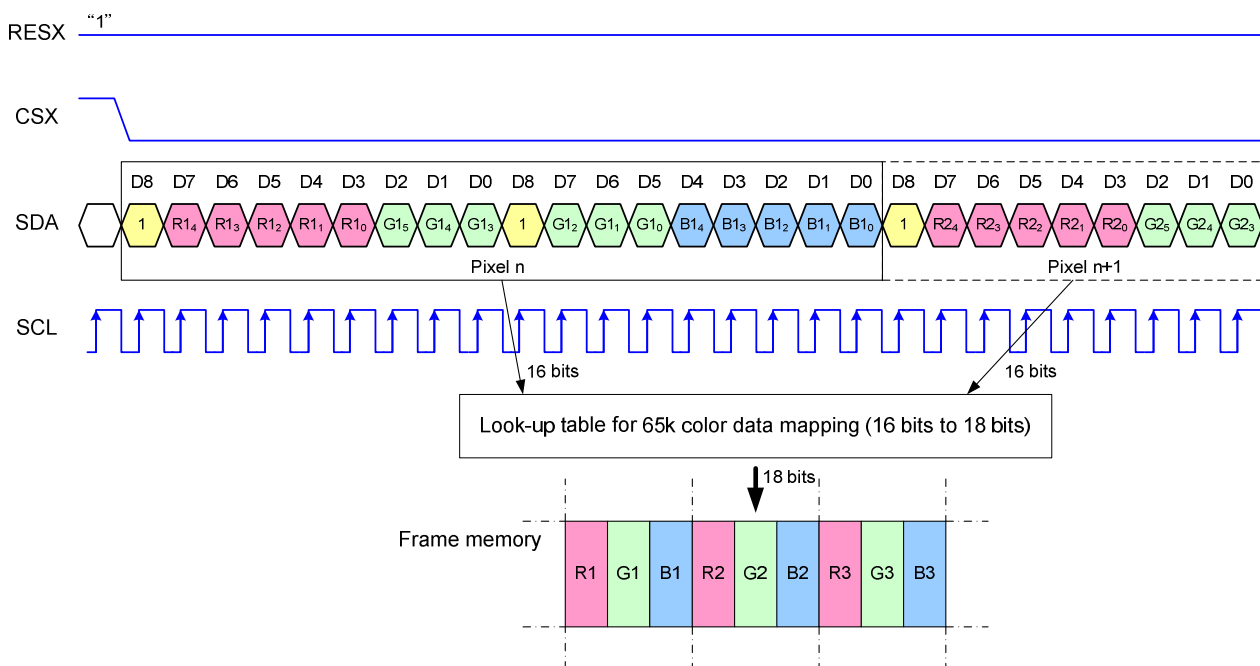 RESX "1"
CSX
D8 D7 D6 D5 D4 D3 D2 D1 D0 D8 D7 D6 D5 D4 D3 D2 D1 D0 D8 D7 D6 D5 D4 D3 D2 D1 D0
SDA 1 R1₄ R1₃ R1₂ R1₁ R1₀ G1₅ G1₄ G1₃ 1 G1₂ G1₁ G1₀ B1₄ B1₃ B1₂ B1₁ B1₀ 1 R2₄ R2₃ R2₂ R2₁ R2₀ G2₅ G2₄ G2₃
Pixel n Pixel n+1
SCL
16 bits 16 bits
Look-up table for 65k color data mapping (16 bits to 18 bits)
18 bits
Frame memory
R1 G1 B1 R2 G2 B2 R3 G3 B3